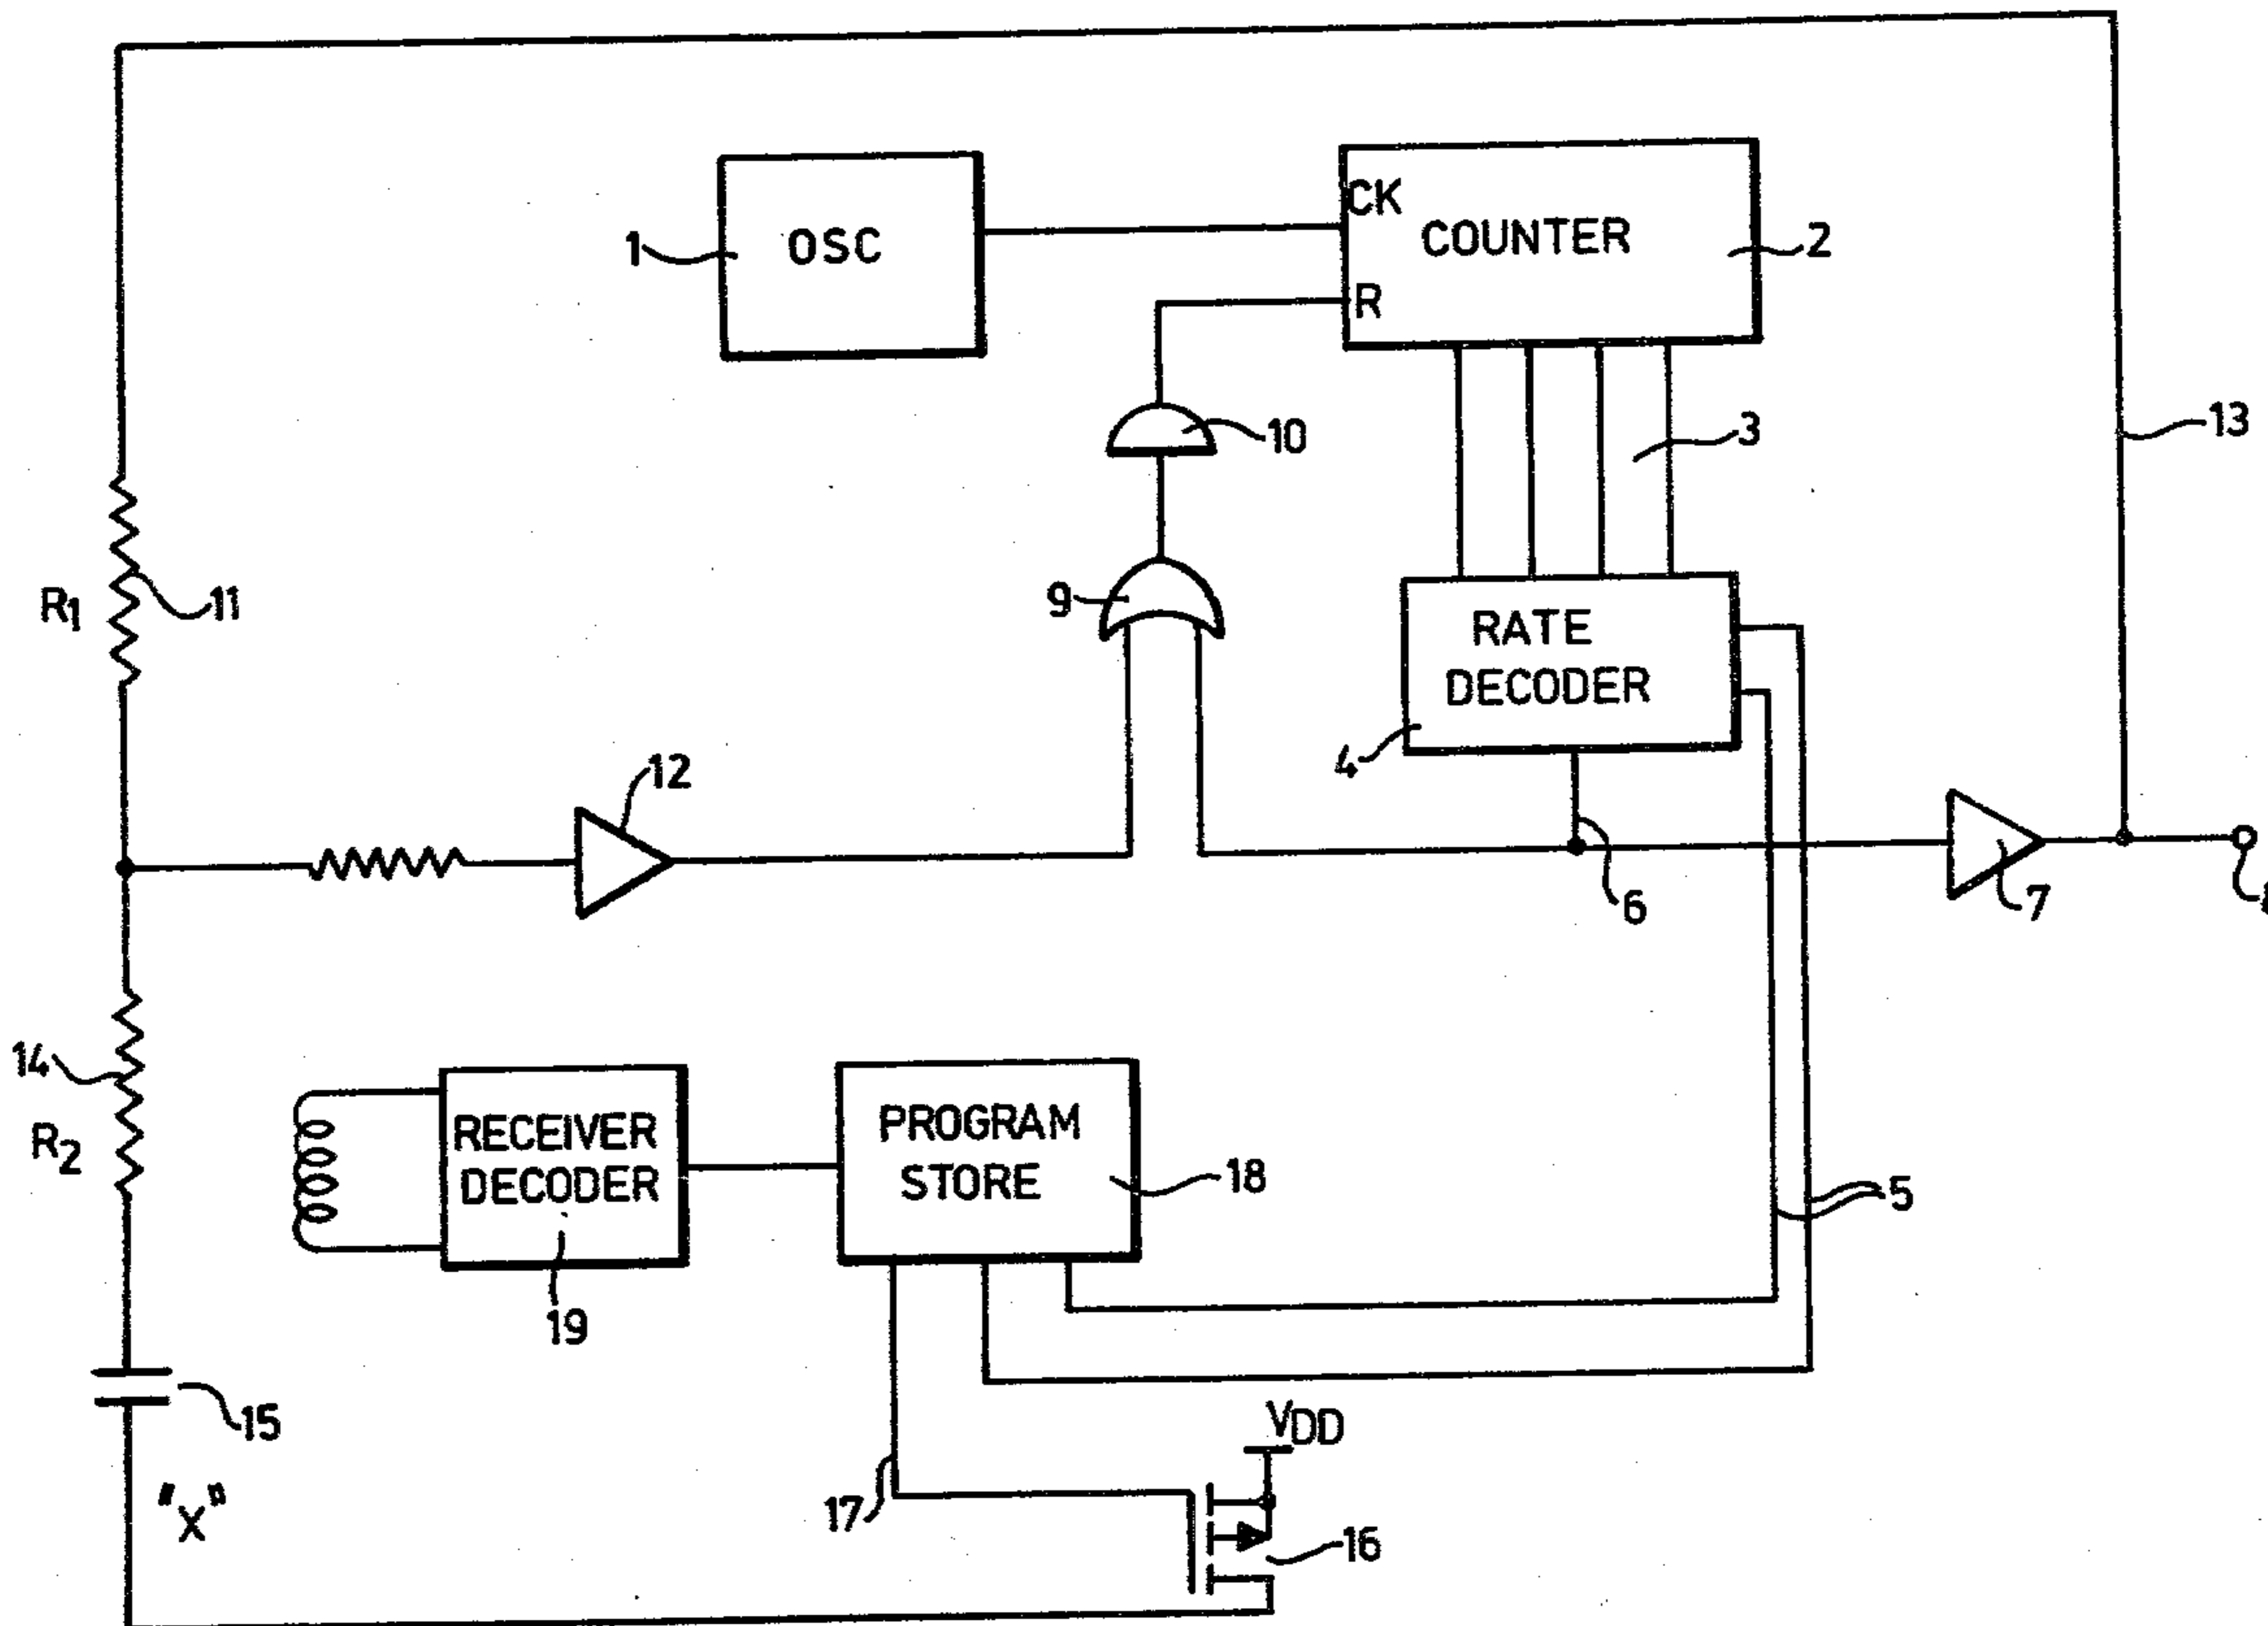 OSC
1
CK
COUNTER
2
R
10
3
13
R1
11
9
RATE
DECODER
4
12
6
7
14
R2
RECEIVER
DECODER
19
PROGRAM
STORE
18
5
15
"X"
17
VDD
16